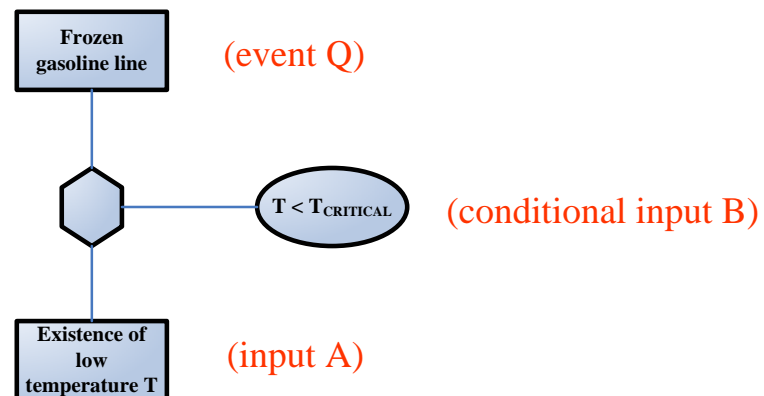 Frozen
gasoline line
(event Q)
T < TCRITICAL
(conditional input B)
Existence of
low
temperature T
(input A)